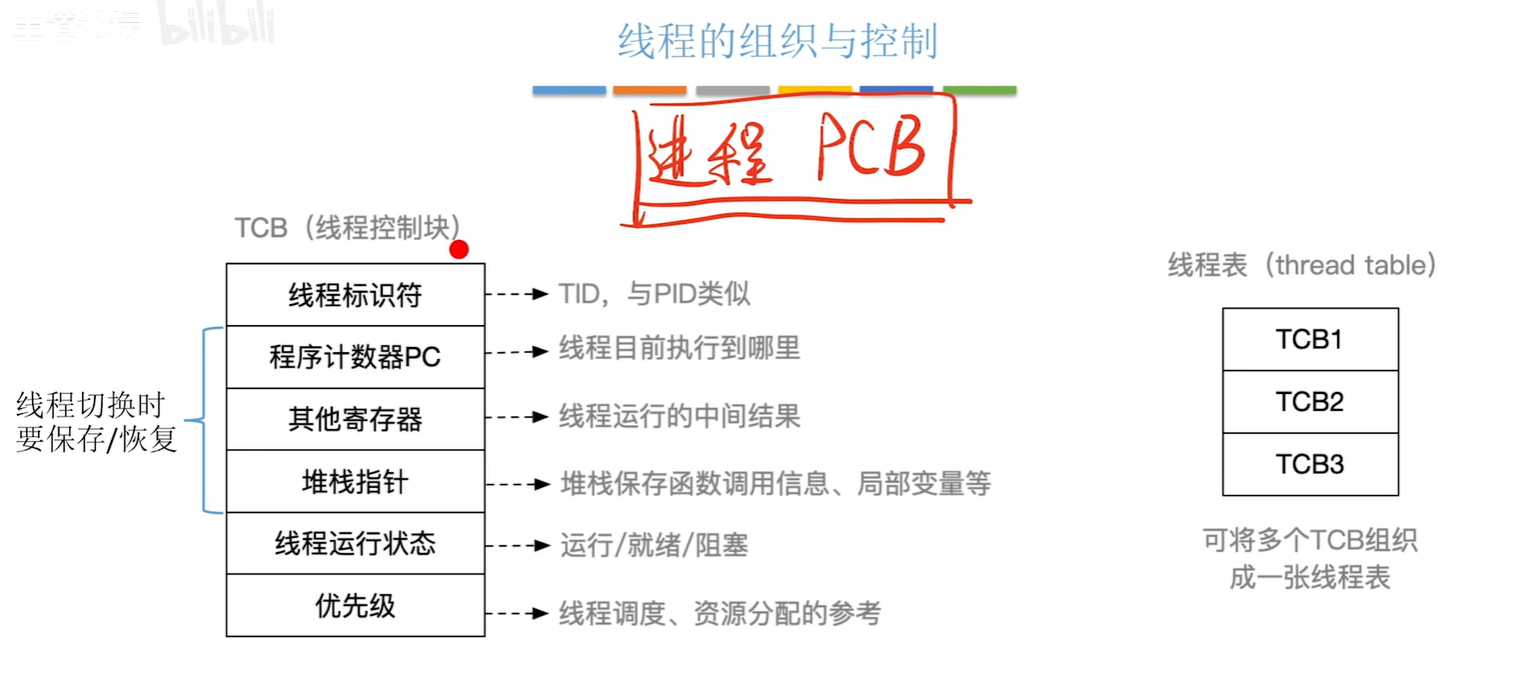 bilibili
线程的组织与控制
进程 PCB
TCB（线程控制块）
线程标识符
TID，与PID类似
程序计数器PC
线程目前执行到哪里
其他寄存器
线程运行的中间结果
堆栈指针
堆栈保存函数调用信息、局部变量等
线程运行状态
运行/就绪/阻塞
优先级
线程调度、资源分配的参考
线程切换时
要保存/恢复
线程表（thread table）
TCB1
TCB2
TCB3
可将多个TCB组织
成一张线程表